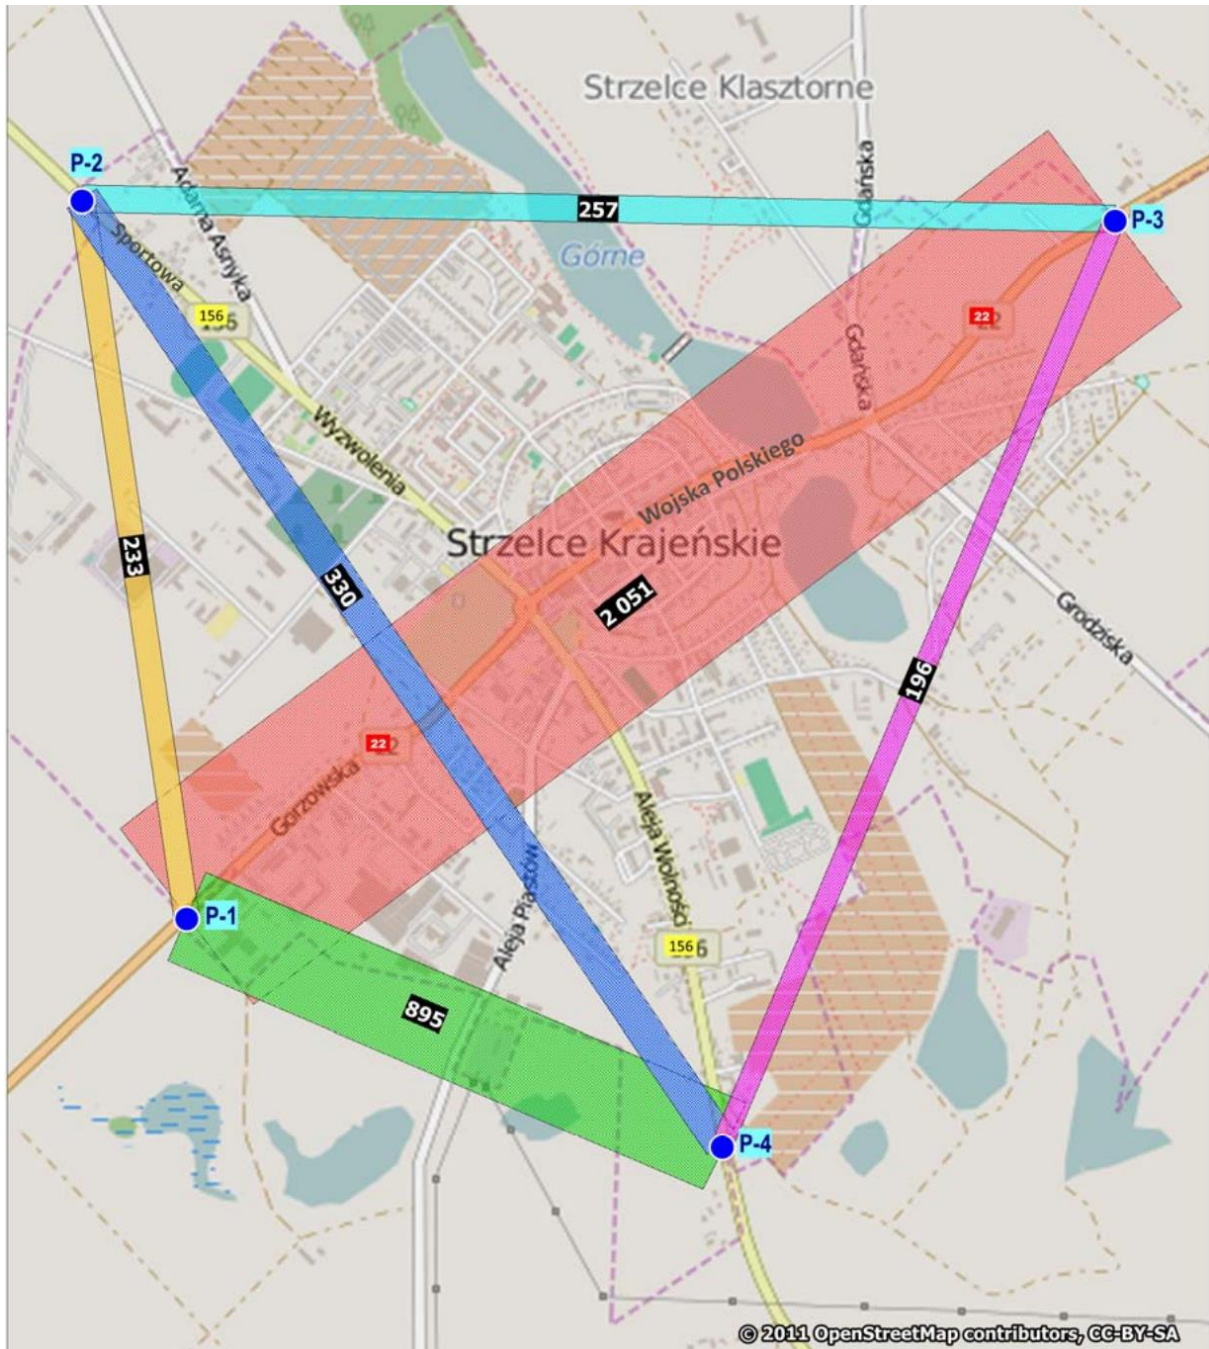 Strzelce Klasztorne
P-2
Adama Asnyka
Gdańska
257
P-3
Sportowa
Górne
156
22
Gdańska
Wyzwolenia
Wojska Polskiego
Strzelce Krajeńskie
233
330
2 051
Grodziska
196
22
Gorzowska
Aleja Wolności
Aleja Piastów
P-1
156
895
P-4
© 2011 OpenStreetMap contributors, CC-BY-SA